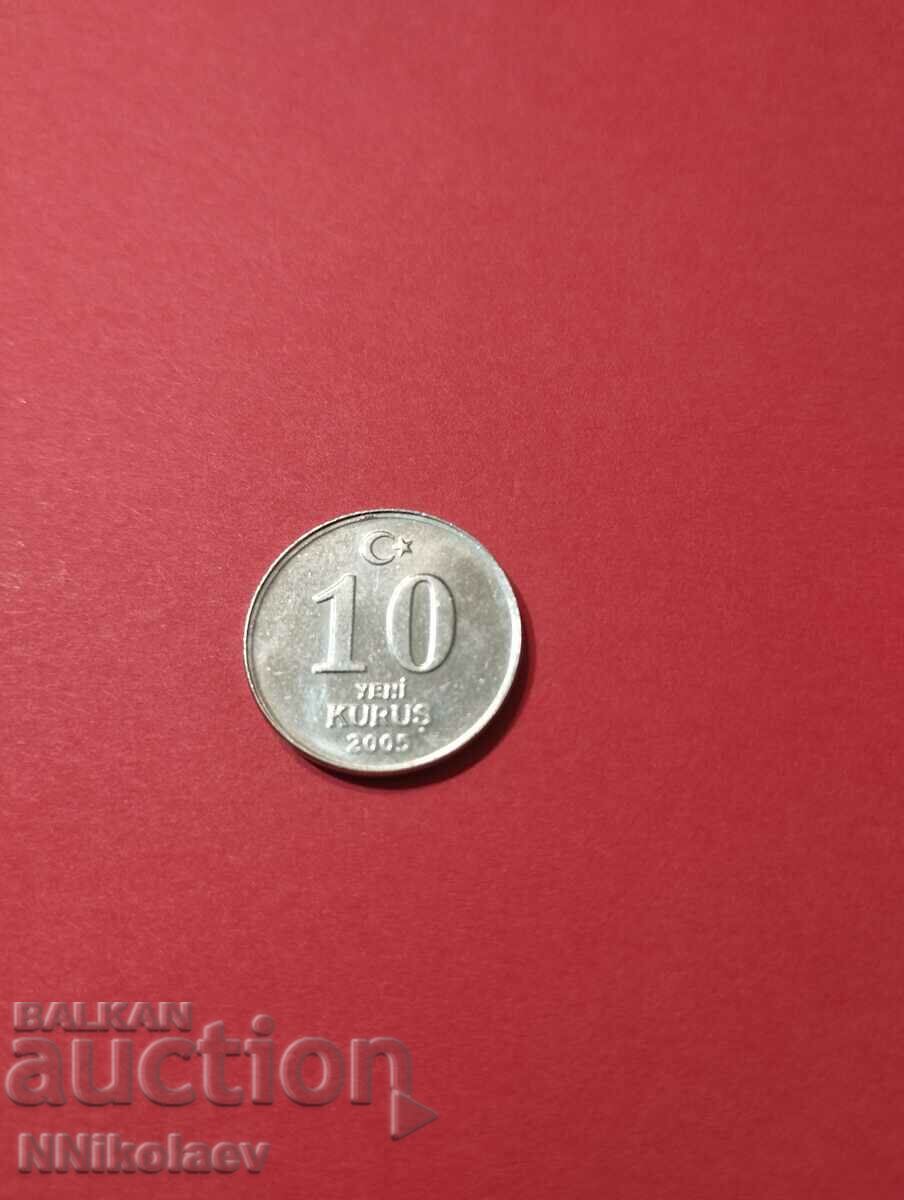 10
YENİ
KURUŞ
2005
BALKAN
auction
NNikolaev